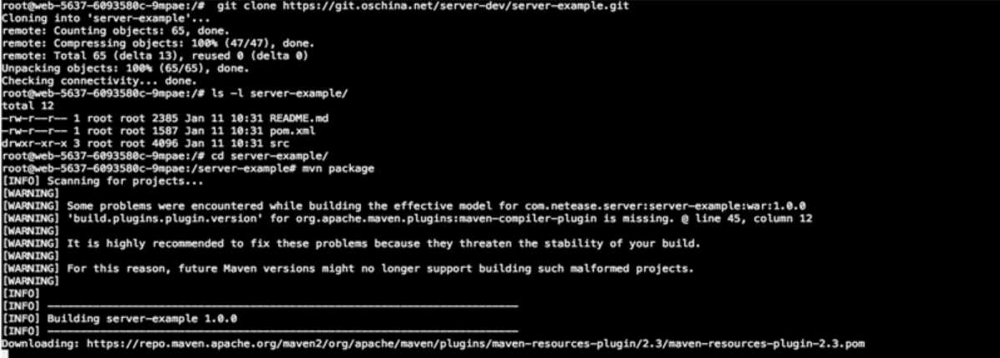 root@web-5637-6093580c-9mpae:/#  git clone https://git.oschina.net/server-dev/server-example.git
Cloning into 'server-example'...
remote: Counting objects: 65, done.
remote: Compressing objects: 100% (47/47), done.
remote: Total 65 (delta 13), reused 0 (delta 0)
Unpacking objects: 100% (65/65), done.
Checking connectivity... done.
root@web-5637-6093580c-9mpae:/# ls -l server-example/
total 12
-rw-r--r-- 1 root root 2385 Jan 11 10:31 README.md
-rw-r--r-- 1 root root 1587 Jan 11 10:31 pom.xml
drwxr-xr-x 3 root root 4096 Jan 11 10:31 src
root@web-5637-6093580c-9mpae:/# cd server-example/
root@web-5637-6093580c-9mpae:/server-example# mvn package
[INFO] Scanning for projects...
[WARNING]
[WARNING] Some problems were encountered while building the effective model for com.netease.server:server-example:war:1.0.0
[WARNING] 'build.plugins.plugin.version' for org.apache.maven.plugins:maven-compiler-plugin is missing. @ line 45, column 12
[WARNING]
[WARNING] It is highly recommended to fix these problems because they threaten the stability of your build.
[WARNING]
[WARNING] For this reason, future Maven versions might no longer support building such malformed projects.
[WARNING]
[INFO]
[INFO] ------------------------------------------------------------------------
[INFO] Building server-example 1.0.0
[INFO] ------------------------------------------------------------------------
Downloading: https://repo.maven.apache.org/maven2/org/apache/maven/plugins/maven-resources-plugin/2.3/maven-resources-plugin-2.3.pom